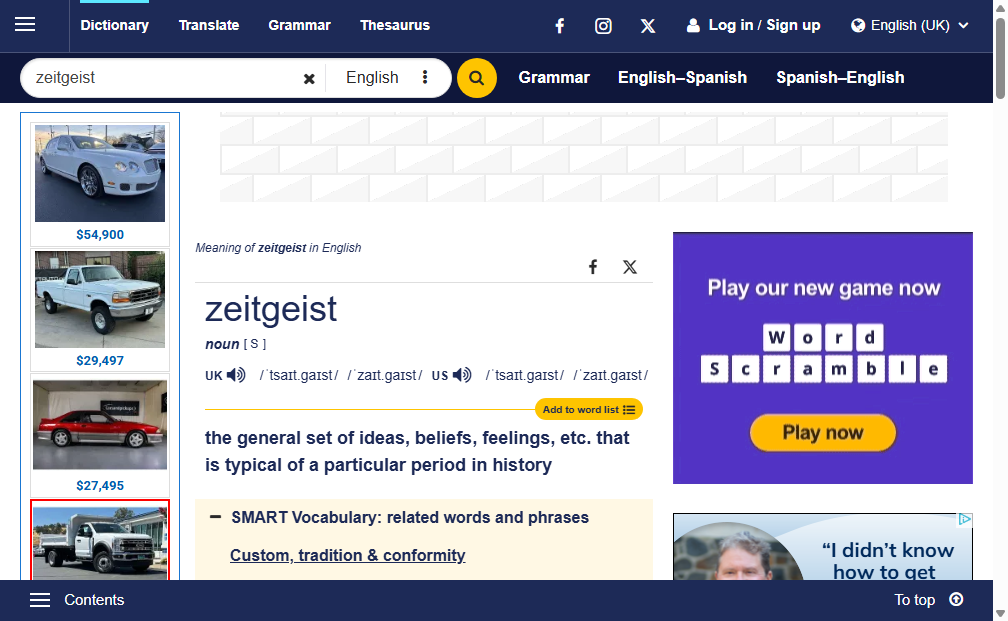 Dictionary Translate Grammar Thesaurus
Log in / Sign up
English (UK)
zeitgeist
English
Grammar English–Spanish Spanish–English
$54,900
$29,497
$27,495
Meaning of zeitgeist in English
zeitgeist
noun [ S ]
UK /ˈtsaɪt.ɡaɪst/ /ˈzaɪt.ɡaɪst/ US /ˈtsaɪt.ɡaɪst/ /ˈzaɪt.ɡaɪst/
Add to word list
the general set of ideas, beliefs, feelings, etc. that
is typical of a particular period in history
SMART Vocabulary: related words and phrases
Custom, tradition & conformity
Play our new game now
Word
Scramble
Play now
“I didn’t know
how to get
Contents
To top